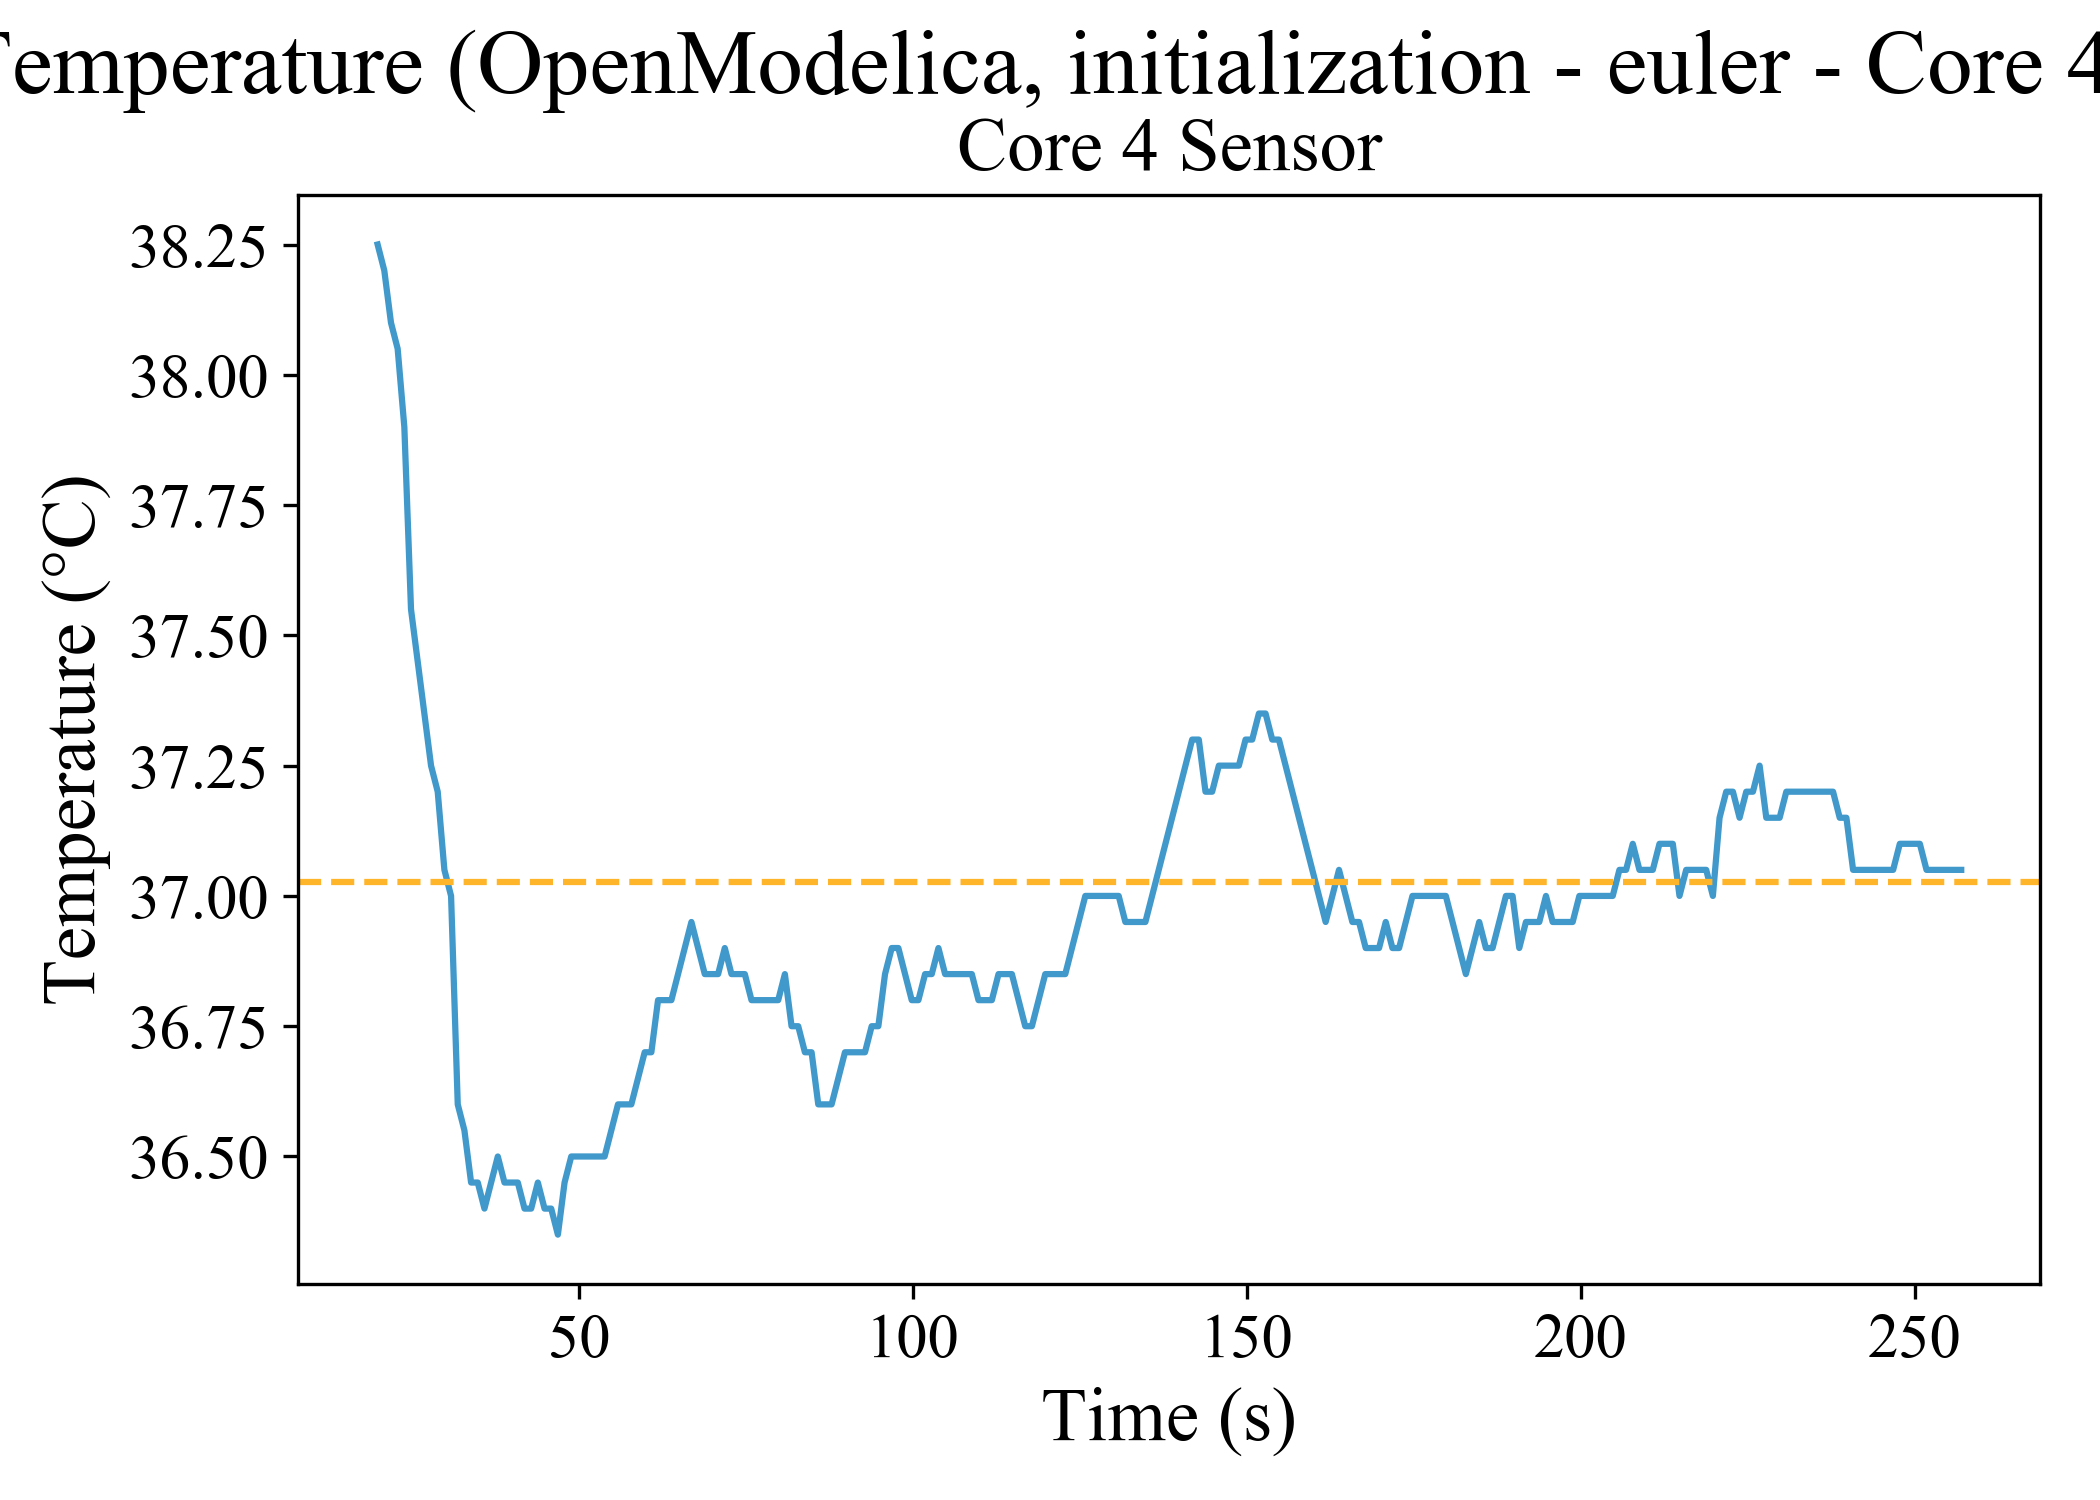 Temperature (OpenModelica, initialization - euler - Core 4
Core 4 Sensor
38.25
38.00
37.75
37.50
37.25
37.00
36.75
36.50
Temperature (°C)
50 100 150 200 250
Time (s)